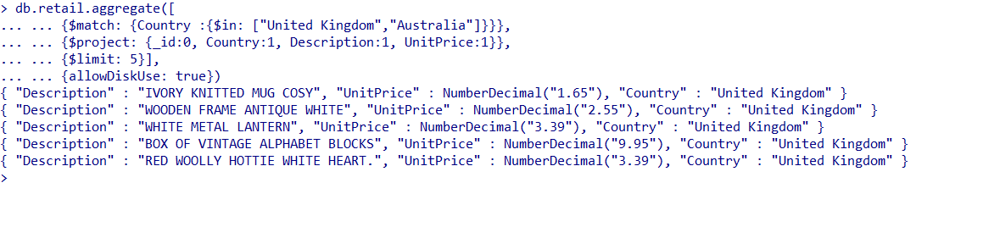 > db.retail.aggregate([
... ... {$match: {Country :{$in: ["United Kingdom","Australia"]}}},
... ... {$project: {_id:0, Country:1, Description:1, UnitPrice:1}},
... ... {$limit: 5}],
... ... {allowDiskUse: true})
{ "Description" : "IVORY KNITTED MUG COSY", "UnitPrice" : NumberDecimal("1.65"), "Country" : "United Kingdom" }
{ "Description" : "WOODEN FRAME ANTIQUE WHITE", "UnitPrice" : NumberDecimal("2.55"), "Country" : "United Kingdom" }
{ "Description" : "WHITE METAL LANTERN", "UnitPrice" : NumberDecimal("3.39"), "Country" : "United Kingdom" }
{ "Description" : "BOX OF VINTAGE ALPHABET BLOCKS", "UnitPrice" : NumberDecimal("9.95"), "Country" : "United Kingdom" }
{ "Description" : "RED WOOLLY HOTTIE WHITE HEART.", "UnitPrice" : NumberDecimal("3.39"), "Country" : "United Kingdom" }
>